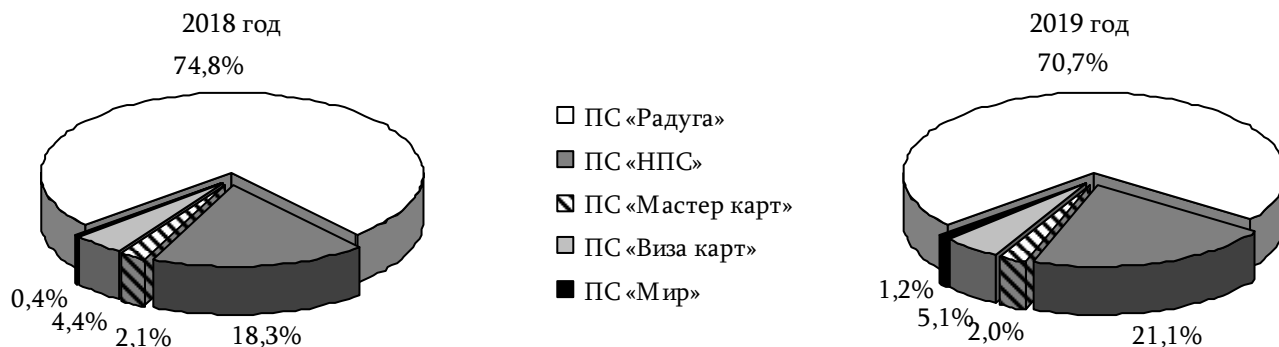 2018 год
74,8%
0,4%
4,4%
2,1%
18,3%
ПС «Радуга»
ПС «НПС»
ПС «Мастер карт»
ПС «Виза карт»
ПС «Мир»
2019 год
70,7%
1,2%
5,1%
2,0%
21,1%